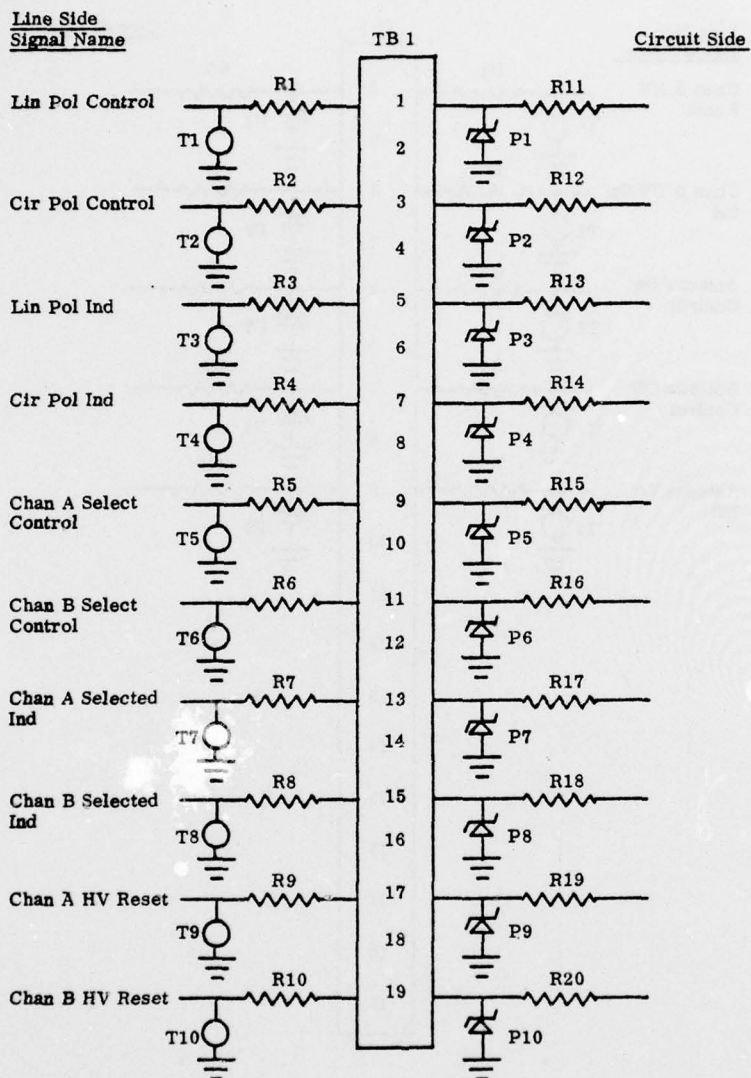 Line Side
Signal Name TB 1 Circuit Side
R1 1 R11
Lin Pol Control
T1 2 P1
R2 R12
Cir Pol Control 3
T2 4 P2
R3 R13
Lin Pol Ind 5
T3 6 P3
R4 R14
Cir Pol Ind 7
T4 8 P4
R5 R15
Chan A Select
Control 9
T5 10 P5
R6 R16
Chan B Select
Control 11
T6 12 P6
R7 R17
Chan A Selected
Ind 13
T7 14 P7
R8 R18
Chan B Selected
Ind 15
T8 16 P8
R9 R19
Chan A HV Reset 17
T9 18 P9
R10 R20
Chan B HV Reset 19
T10 P10